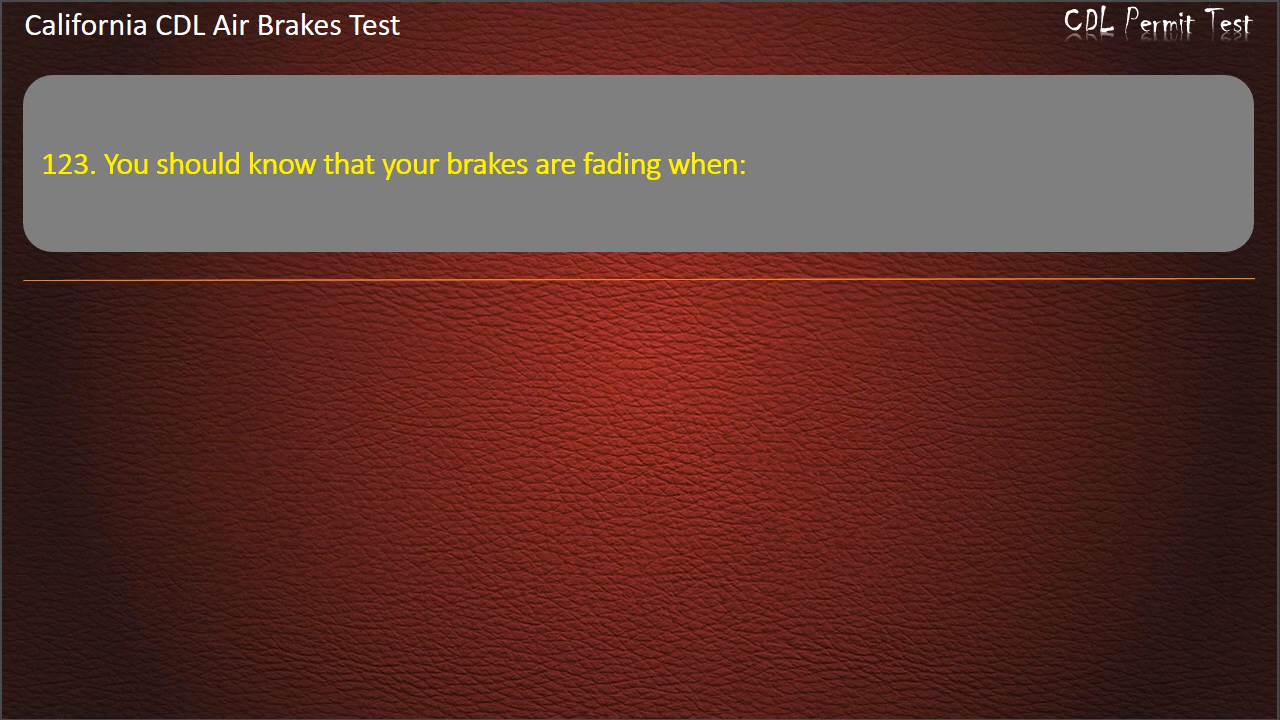 California CDL Air Brakes Test
CDL Permit Test
123. You should know that your brakes are fading when: